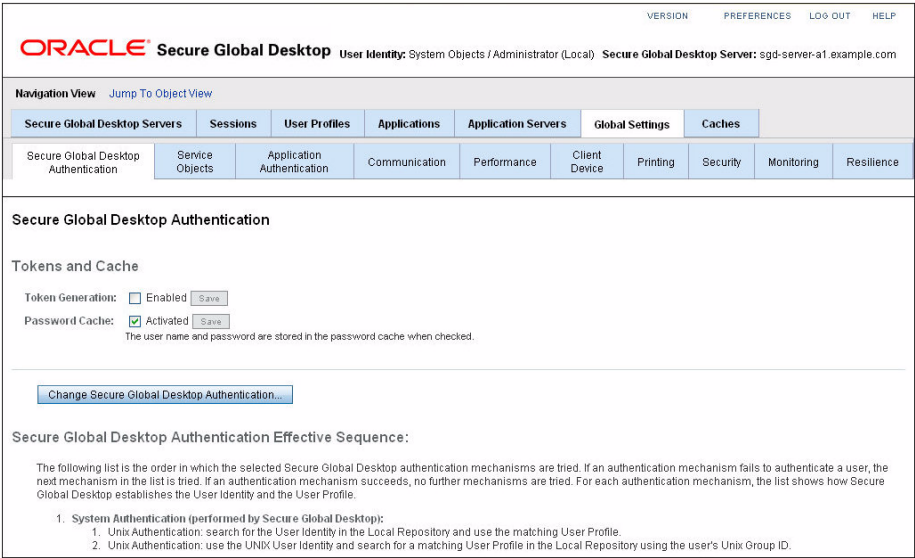 VERSION PREFERENCES LOG OUT HELP
ORACLE Secure Global Desktop User Identity: System Objects / Administrator (Local) Secure Global Desktop Server: sgd-server-a1.example.com
Navigation View Jump To Object View
Secure Global Desktop Servers Sessions User Profiles Applications Application Servers Global Settings Caches
Secure Global Desktop Authentication Service Objects Application Authentication Communication Performance Client Device Printing Security Monitoring Resilience
Secure Global Desktop Authentication
Tokens and Cache
Token Generation: Enabled Save
Password Cache: Activated Save
The user name and password are stored in the password cache when checked.
Change Secure Global Desktop Authentication...
Secure Global Desktop Authentication Effective Sequence:
The following list is the order in which the selected Secure Global Desktop authentication mechanisms are tried. If an authentication mechanism fails to authenticate a user, the
next mechanism in the list is tried. If an authentication mechanism succeeds, no further mechanisms are tried. For each authentication mechanism, the list shows how Secure
Global Desktop establishes the User Identity and the User Profile.
1. System Authentication (performed by Secure Global Desktop):
1. Unix Authentication: search for the User Identity in the Local Repository and use the matching User Profile.
2. Unix Authentication: use the UNIX User Identity and search for a matching User Profile in the Local Repository using the user's Unix Group ID.